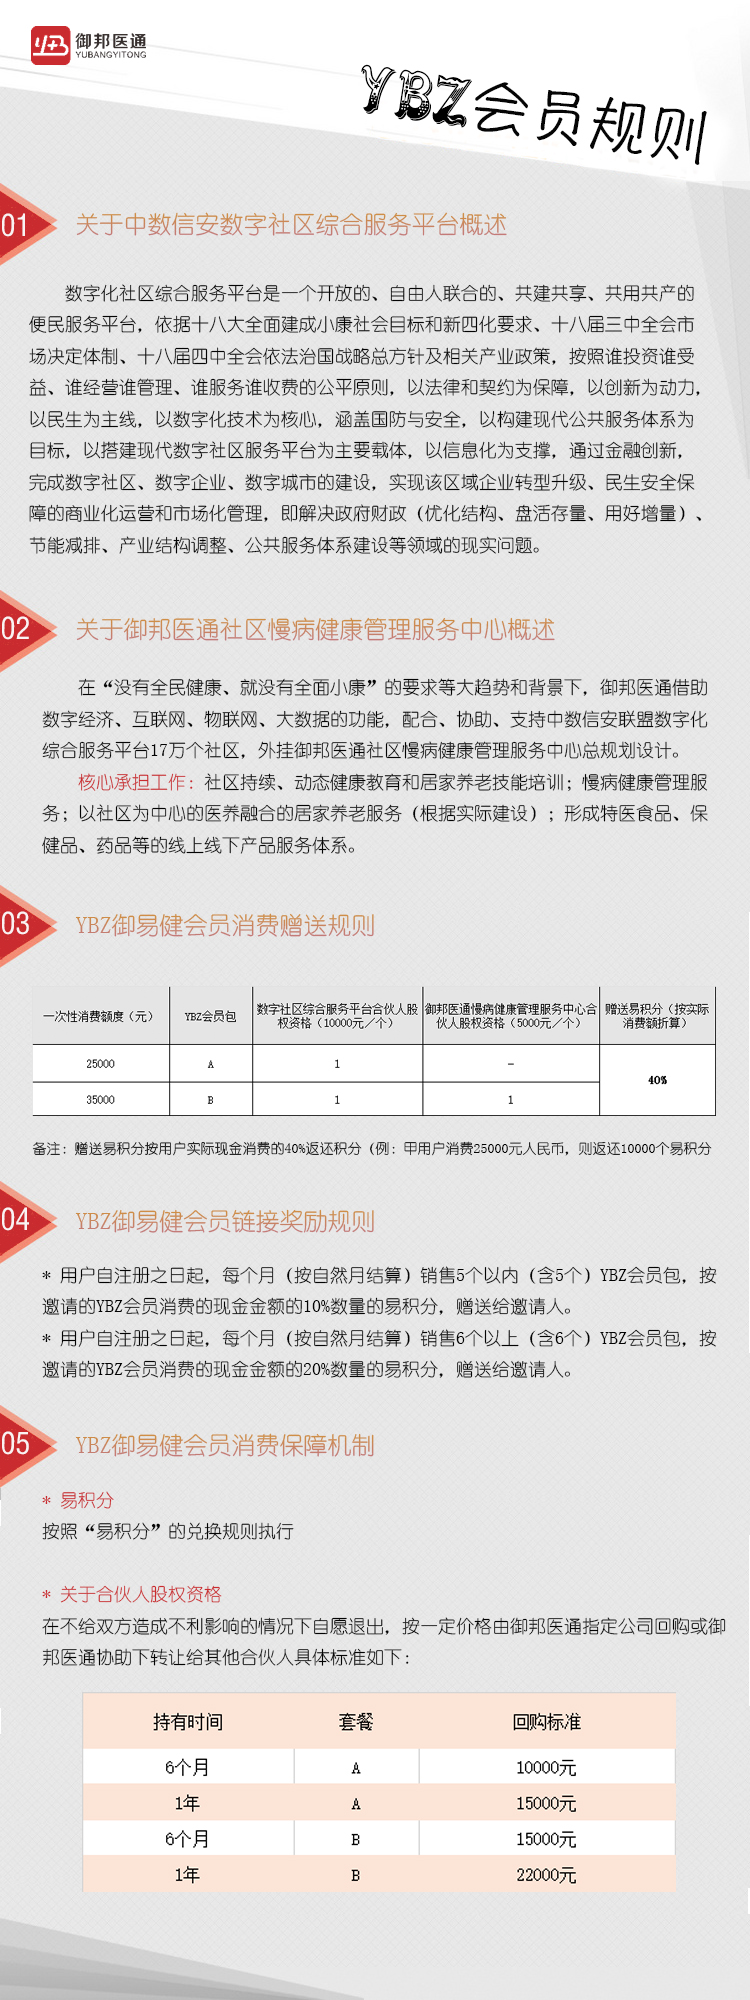 御邦医通
YUBANGYITONG
YBZ会员规则
01 关于中数信安数字社区综合服务平台概述
数字化社区综合服务平台是一个开放的、自由人联合的、共建共享、共用共产的
便民服务平台，依据十八大全面建成小康社会目标和新四化要求、十八届三中全会市
场决定体制、十八届四中全会依法治国战略总方针及相关产业政策，按照谁投资谁受
益、谁经营谁管理、谁服务谁收费的公平原则，以法律和契约为保障，以创新为动力，
以民生为主线，以数字化技术为核心，涵盖国防与安全，以构建现代公共服务体系为
目标，以搭建现代数字社区服务平台为主要载体，以信息化为支撑，通过金融创新，
完成数字社区、数字企业、数字城市的建设，实现该区域企业转型升级、民生安全保
障的商业化运营和市场化管理，即解决政府财政（优化结构、盘活存量、用好增量）、
节能减排、产业结构调整、公共服务体系建设等领域的现实问题。
02 关于御邦医通社区慢病健康管理服务中心概述
在“没有全民健康、就没有全面小康”的要求等大趋势和背景下，御邦医通借助
数字经济、互联网、物联网、大数据的功能，配合、协助、支持中数信安联盟数字化
综合服务平台17万个社区，外挂御邦医通社区慢病健康管理服务中心总规划设计。
核心承担工作：社区持续、动态健康教育和居家养老技能培训；慢病健康管理服
务；以社区为中心的医养融合的居家养老服务（根据实际建设）；形成特医食品、保
健品、药品等的线上线下产品服务体系。
03 YBZ御易健会员消费赠送规则
一次性消费额度（元） YBZ会员包 数字社区综合服务平台合伙人股权资格（10000元／个） 御邦医通慢病健康管理服务中心合伙人股权资格（5000元／个） 赠送易积分（按实际消费额折算）
25000 A 1 － 40%
35000 B 1 1
备注：赠送易积分按用户实际现金消费的40%返还积分（例：甲用户消费25000元人民币，则返还10000个易积分
04 YBZ御易健会员链接奖励规则
* 用户自注册之日起，每个月（按自然月结算）销售5个以内（含5个）YBZ会员包，按
邀请的YBZ会员消费的现金金额的10%数量的易积分，赠送给邀请人。
* 用户自注册之日起，每个月（按自然月结算）销售6个以上（含6个）YBZ会员包，按
邀请的YBZ会员消费的现金金额的20%数量的易积分，赠送给邀请人。
05 YBZ御易健会员消费保障机制
* 易积分
按照“易积分”的兑换规则执行
* 关于合伙人股权资格
在不给双方造成不利影响的情况下自愿退出，按一定价格由御邦医通指定公司回购或御
邦医通协助下转让给其他合伙人具体标准如下：
持有时间 套餐 回购标准
6个月 A 10000元
1年 A 15000元
6个月 B 15000元
1年 B 22000元